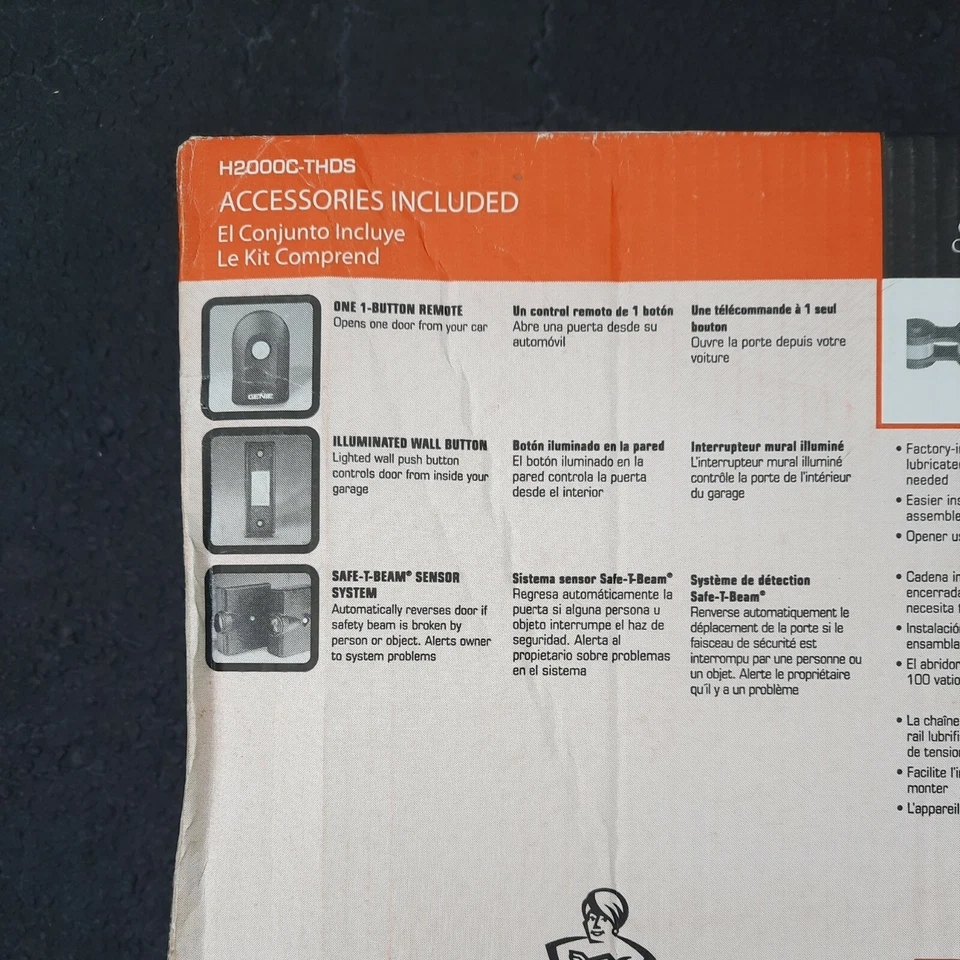 H2000C-THDS
ACCESSORIES INCLUDED
El Conjunto Incluye
Le Kit Comprend
GENIE
ONE 1-BUTTON REMOTE
Opens one door from your car
Un control remoto de 1 botón
Abre una puerta desde su
automóvil
Une télécommande à 1 seul
bouton
Ouvre la porte depuis votre
voiture
ILLUMINATED WALL BUTTON
Lighted wall push button
controls door from inside your
garage
Botón iluminado en la pared
El botón iluminado en la
pared controla la puerta
desde el interior
Interrupteur mural illuminé
L'interrupteur mural illuminé
contrôle la porte de l'intérieur
du garage
SAFE-T-BEAM® SENSOR
SYSTEM
Automatically reverses door if
safety beam is broken by
person or object. Alerts owner
to system problems
Sistema sensor Safe-T-Beam®
Regresa automáticamente la
puerta si alguna persona u
objeto interrumpe el haz de
seguridad. Alerta al
propietario sobre problemas
en el sistema
Système de détection
Safe-T-Beam®
Renverse automatiquement le
déplacement de la porte si le
faisceau de sécurité est
interrompu par une personne ou
un objet. Alerte le propriétaire
qu'il y a un problème
• Factory-
lubricate
needed
• Easier ins
assemble
• Opener us
• Cadena in
encerrada
necesita
• Instalació
ensambla
• El abridor
100 vatio
• La chaîne
rail lubrifi
de tension
• Facilite l'i
monter
• L'appareil